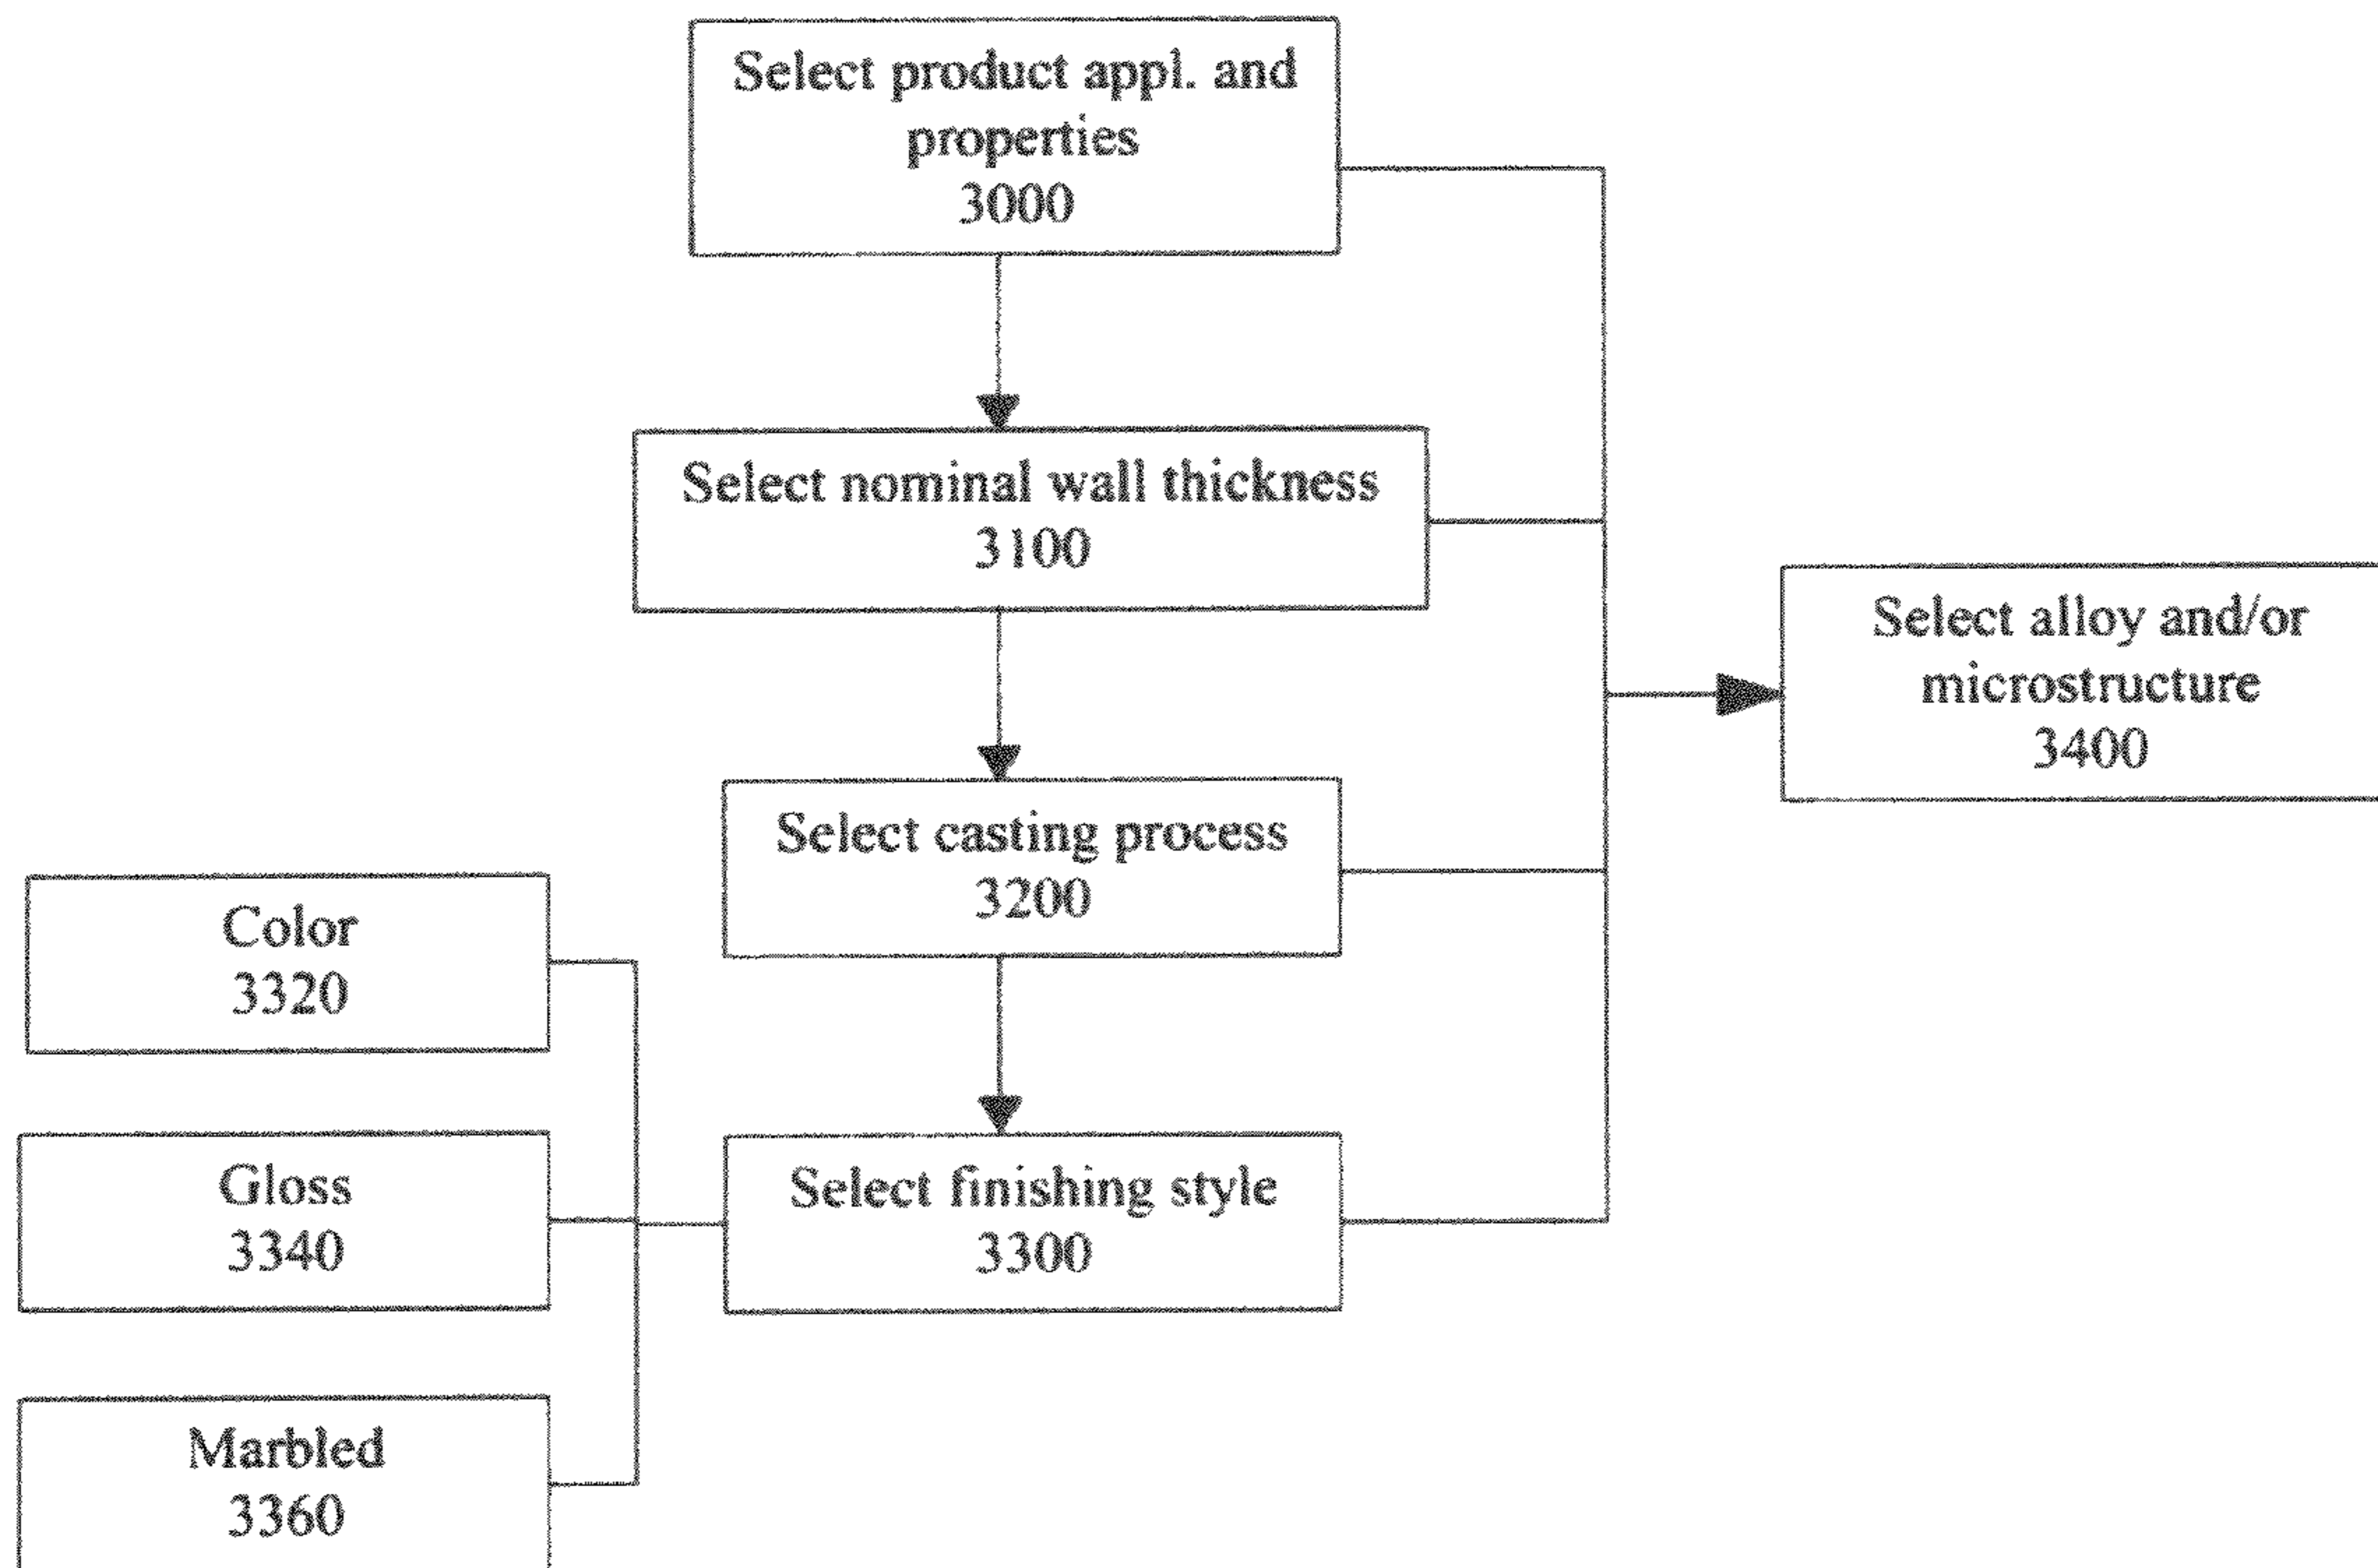 Select product appl. and
properties
3000
Select nominal wall thickness
3100
Select alloy and/or
microstructure
3400
Select casting process
3200
Color
3320
Gloss
3340
Select finishing style
3300
Marbled
3360